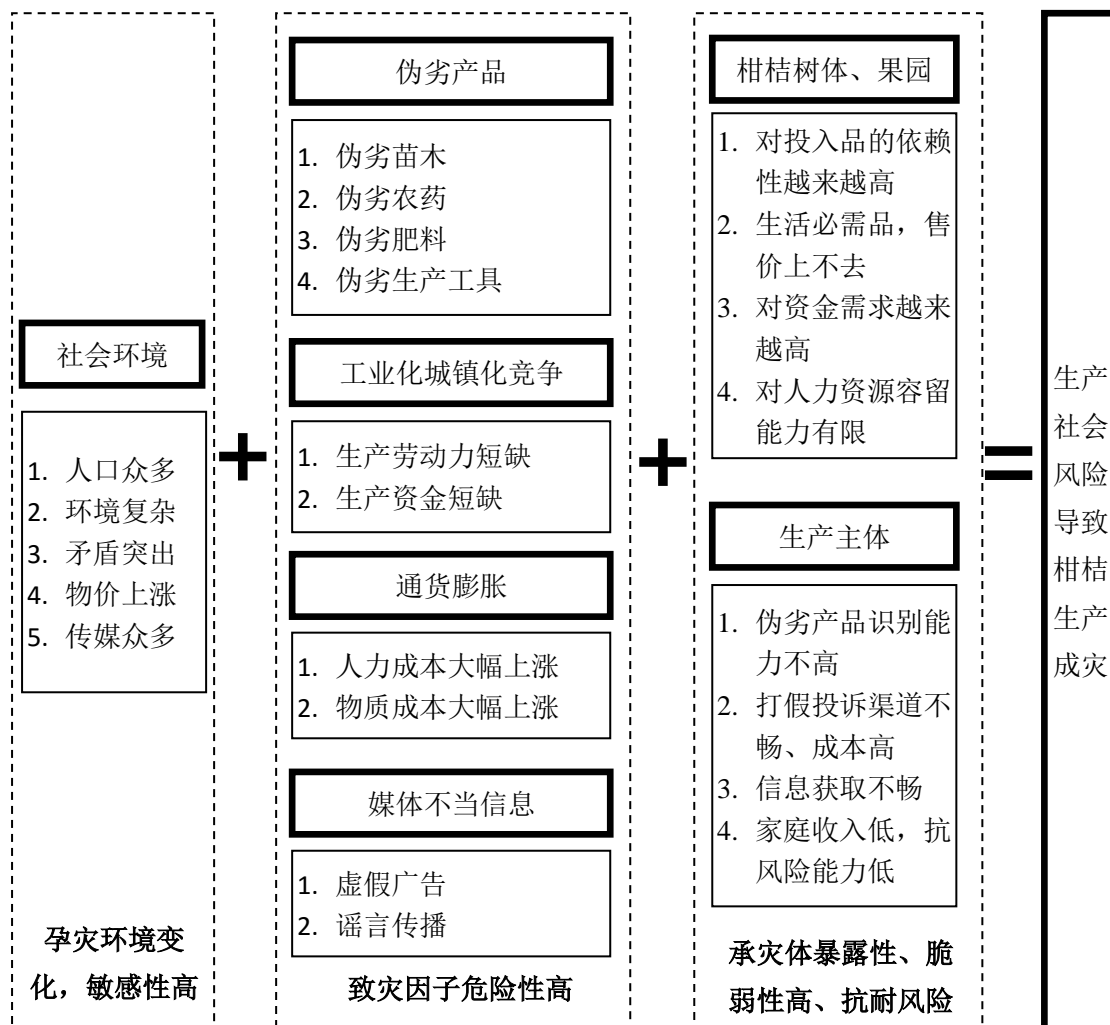 社会环境
1. 人口众多
2. 环境复杂
3. 矛盾突出
4. 物价上涨
5. 传媒众多
孕灾环境变
化，敏感性高
+
伪劣产品
1. 伪劣苗木
2. 伪劣农药
3. 伪劣肥料
4. 伪劣生产工具
工业化城镇化竞争
1. 生产劳动力短缺
2. 生产资金短缺
通货膨胀
1. 人力成本大幅上涨
2. 物质成本大幅上涨
媒体不当信息
1. 虚假广告
2. 谣言传播
致灾因子危险性高
+
柑桔树体、果园
1. 对投入品的依赖
性越来越高
2. 生活必需品，售
价上不去
3. 对资金需求越来
越高
4. 对人力资源容留
能力有限
生产主体
1. 伪劣产品识别能
力不高
2. 打假投诉渠道不
畅、成本高
3. 信息获取不畅
4. 家庭收入低，抗
风险能力低
承灾体暴露性、脆
弱性高、抗耐风险
=
生产
社会
风险
导致
柑桔
生产
成灾